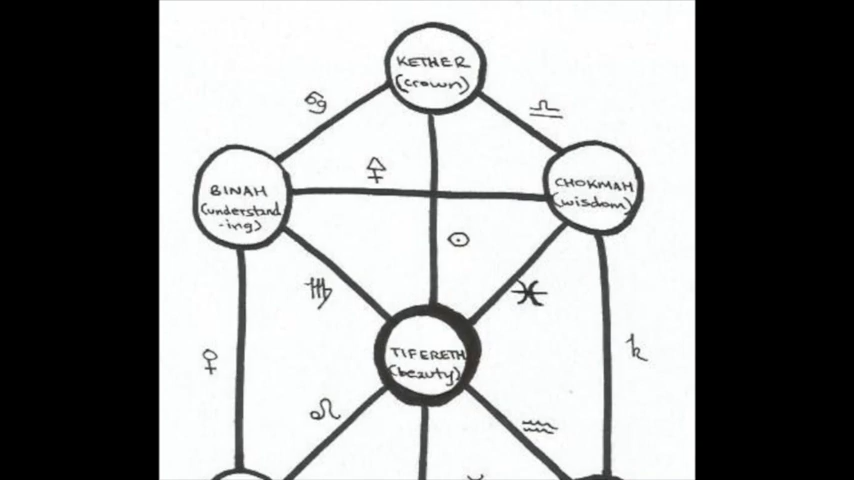 KETHER
(crown)
BINAH
(understand
-ing)
CHOKMAH
(wisdom)
TIFERETH
(beauty)